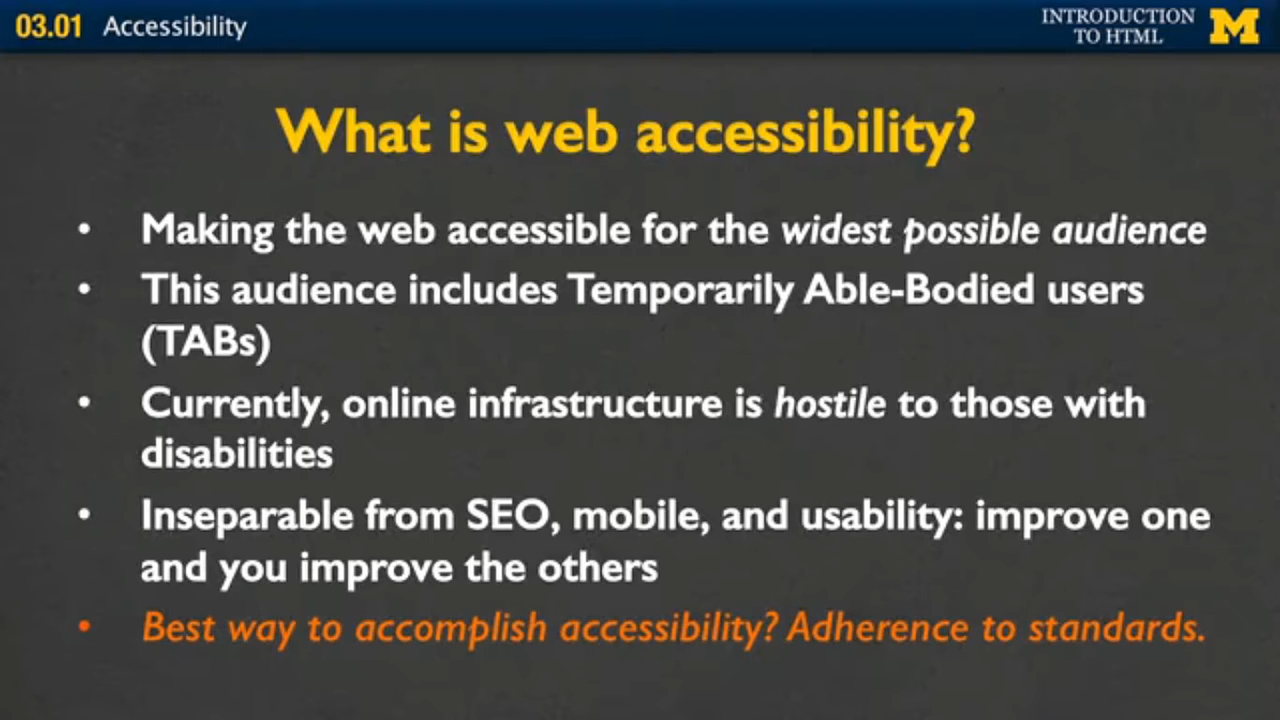 03.01 Accessibility
INTRODUCTION
TO HTML
M
What is web accessibility?
• Making the web accessible for the widest possible audience
• This audience includes Temporarily Able-Bodied users
(TABs)
• Currently, online infrastructure is hostile to those with
disabilities
• Inseparable from SEO, mobile, and usability: improve one
and you improve the others
• Best way to accomplish accessibility? Adherence to standards.